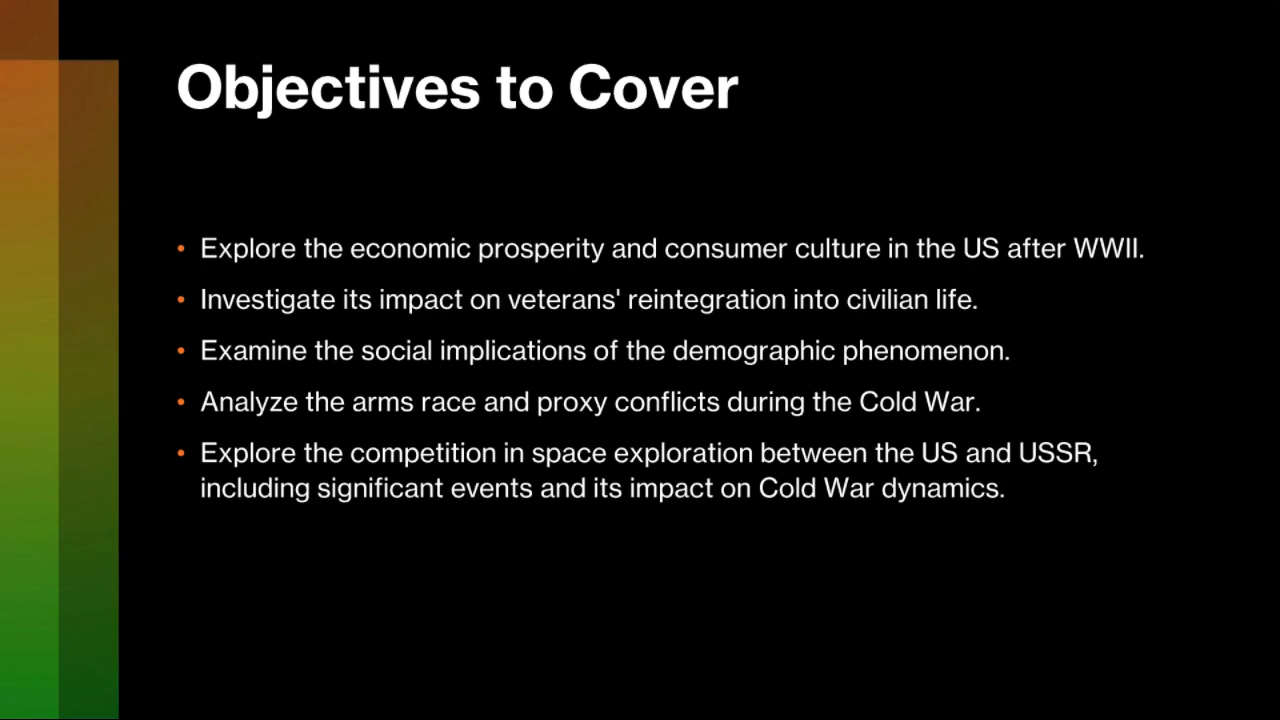 Objectives to Cover
• Explore the economic prosperity and consumer culture in the US after WWII.
• Investigate its impact on veterans' reintegration into civilian life.
• Examine the social implications of the demographic phenomenon.
• Analyze the arms race and proxy conflicts during the Cold War.
• Explore the competition in space exploration between the US and USSR,
including significant events and its impact on Cold War dynamics.